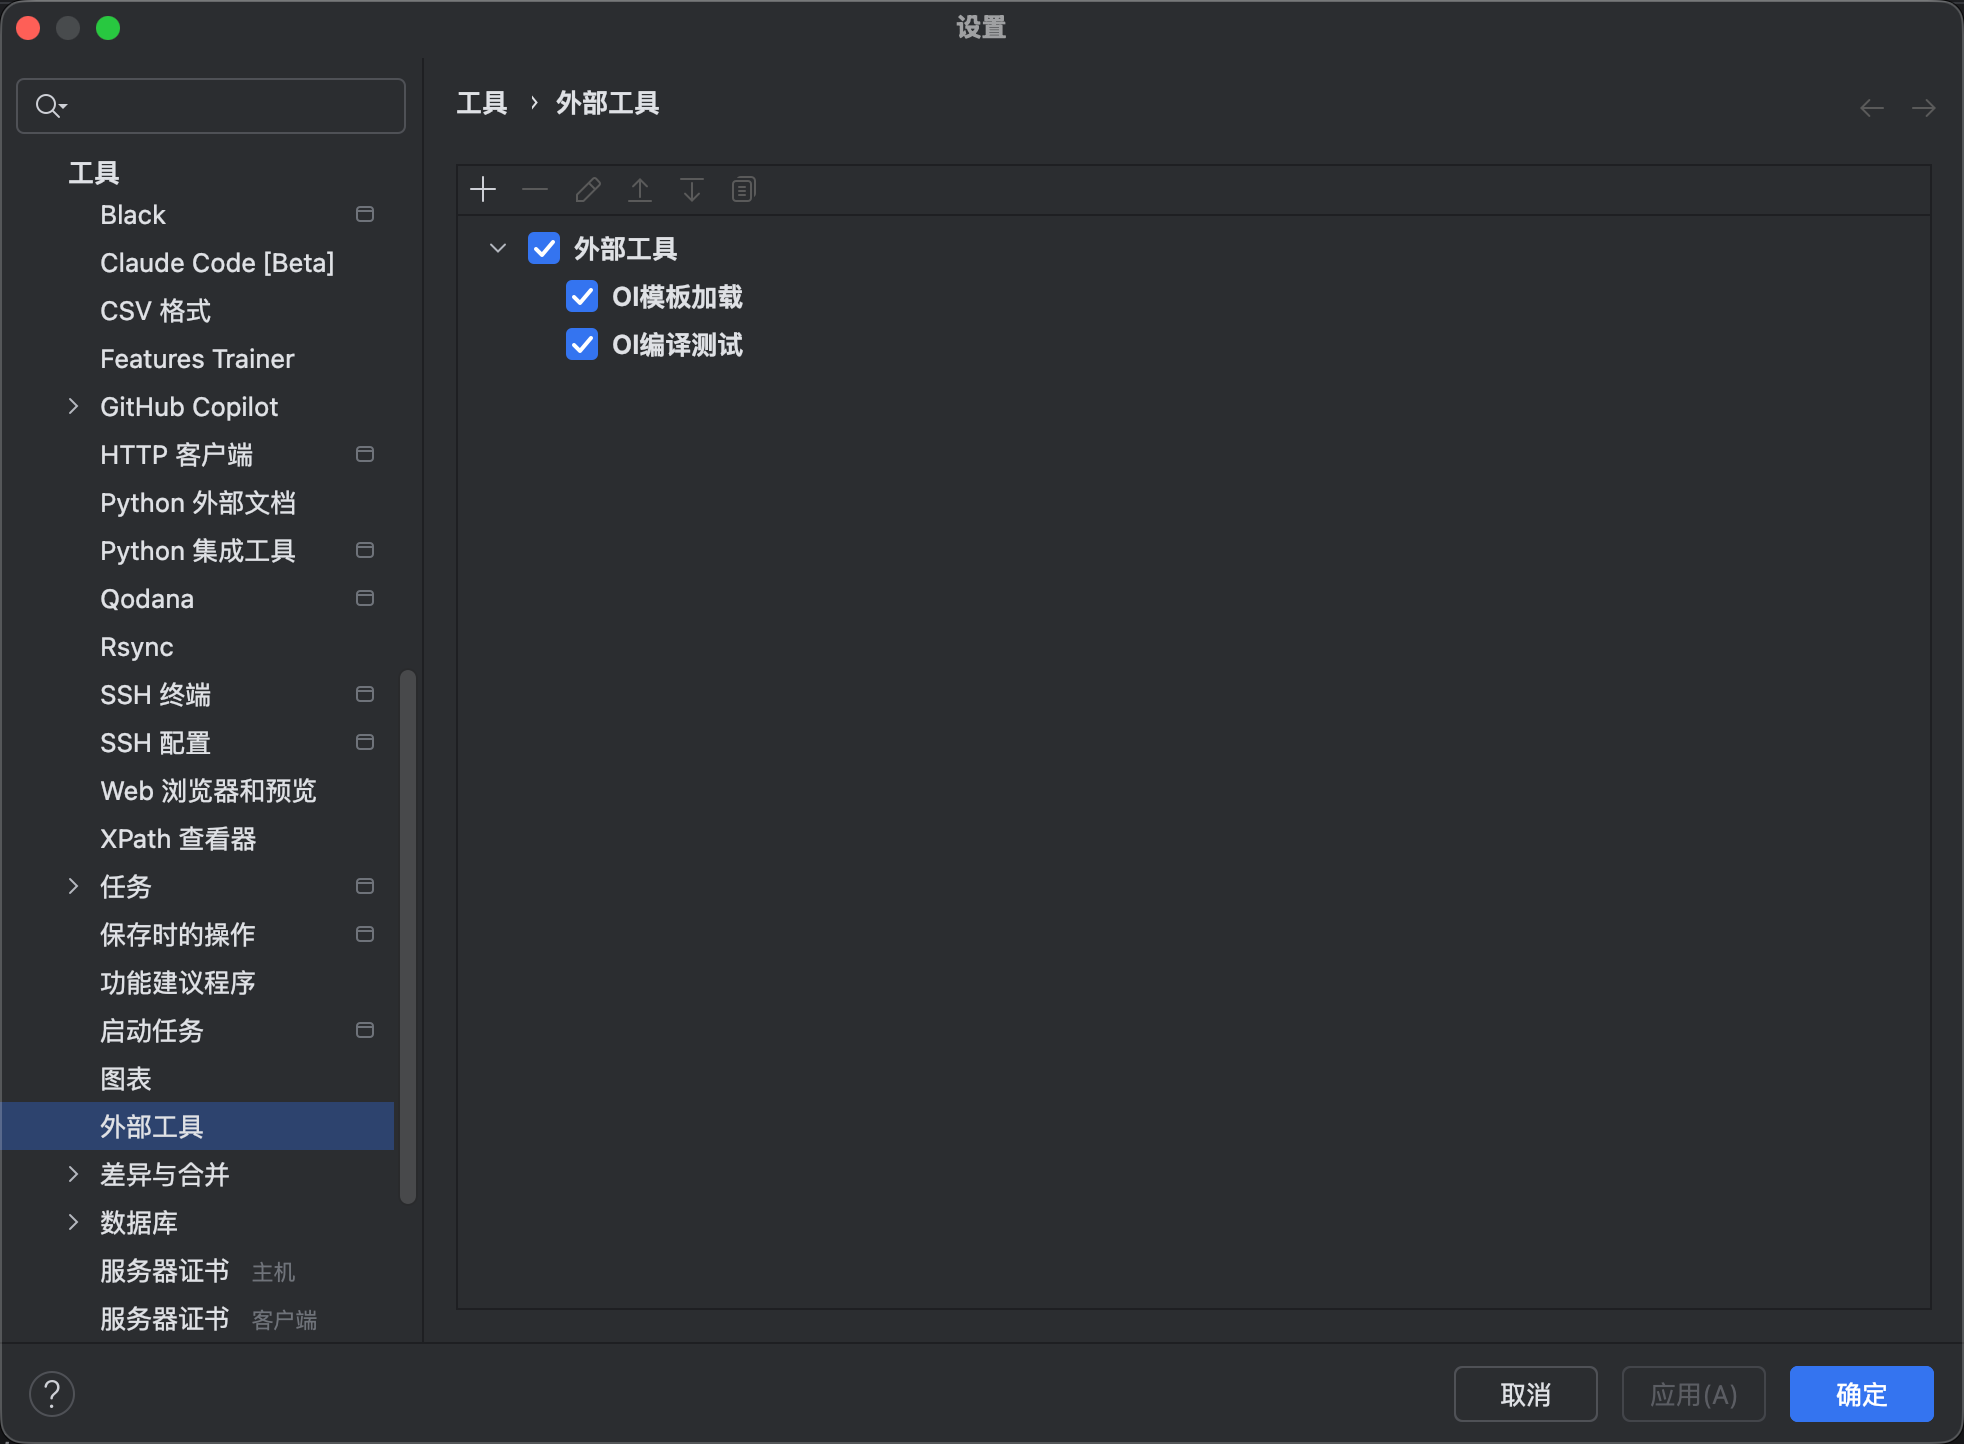 设置
工具
Black
Claude Code [Beta]
CSV 格式
Features Trainer
GitHub Copilot
HTTP 客户端
Python 外部文档
Python 集成工具
Qodana
Rsync
SSH 终端
SSH 配置
Web 浏览器和预览
XPath 查看器
任务
保存时的操作
功能建议程序
启动任务
图表
外部工具
差异与合并
数据库
服务器证书 主机
服务器证书 客户端
工具 › 外部工具
外部工具
OI模板加载
OI编译测试
?
取消
应用(A)
确定